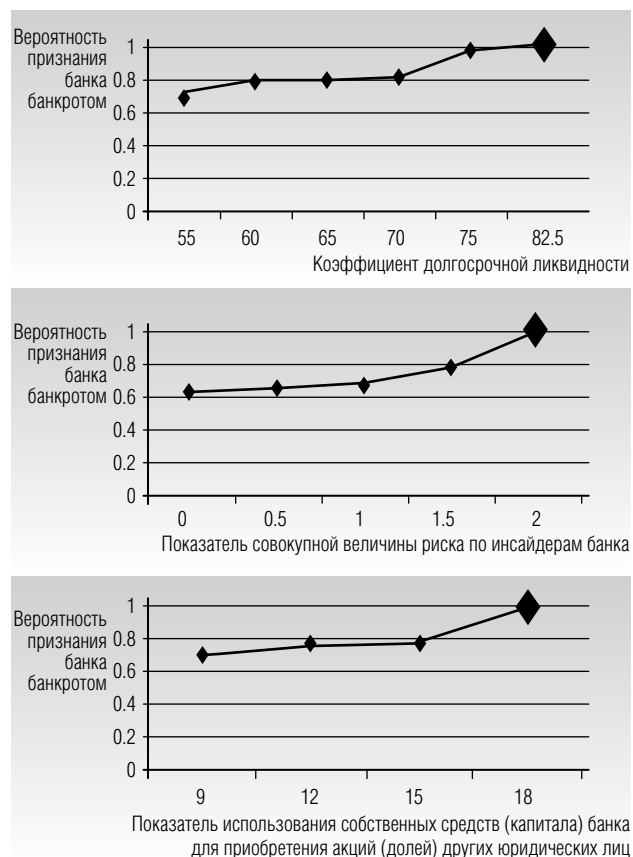 Вероятность
признания
банка
банкротом
1
0.8
0.6
0.4
0.2
0
55 60 65 70 75 82.5
Коэффициент долгосрочной ликвидности
Вероятность
признания
банка
банкротом
1
0.8
0.6
0.4
0.2
0
0 0.5 1 1.5 2
Показатель совокупной величины риска по инсайдерам банка
Вероятность
признания
банка
банкротом
1
0.8
0.6
0.4
0.2
0
9 12 15 18
Показатель использования собственных средств (капитала) банка
для приобретения акций (долей) других юридических лиц